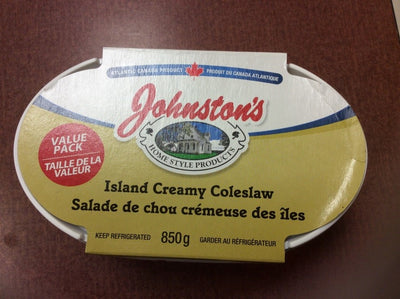 ATLANTIC CANADA PRODUCT PRODUIT DU CANADA ATLANTIQUE
Johnston's
HOME STYLE PRODUCTS
VALUE
PACK
TAILLE DE LA
VALEUR
Island Creamy Coleslaw
Salade de chou crémeuse des îles
KEEP REFRIGERATED 850g GARDER AU RÉFRIGÉRATEUR